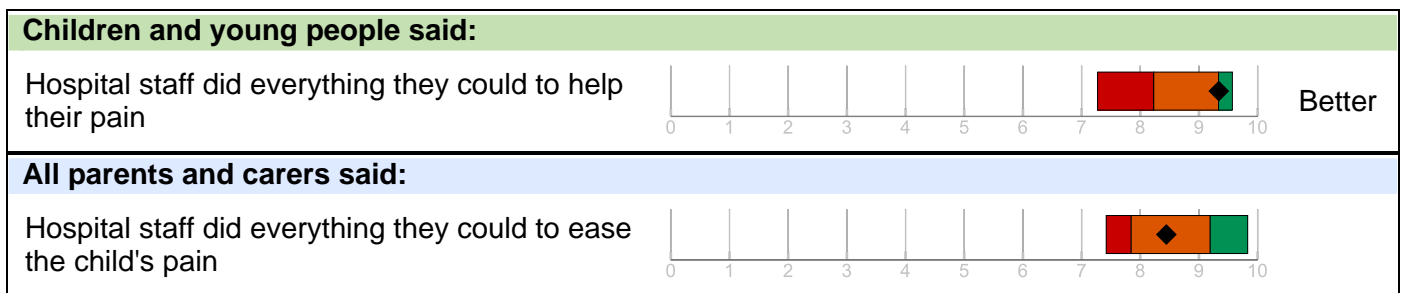 Children and young people said:
Hospital staff did everything they could to help
their pain
0 1 2 3 4 5 6 7 8 9 10
Better
All parents and carers said:
Hospital staff did everything they could to ease
the child's pain
0 1 2 3 4 5 6 7 8 9 10